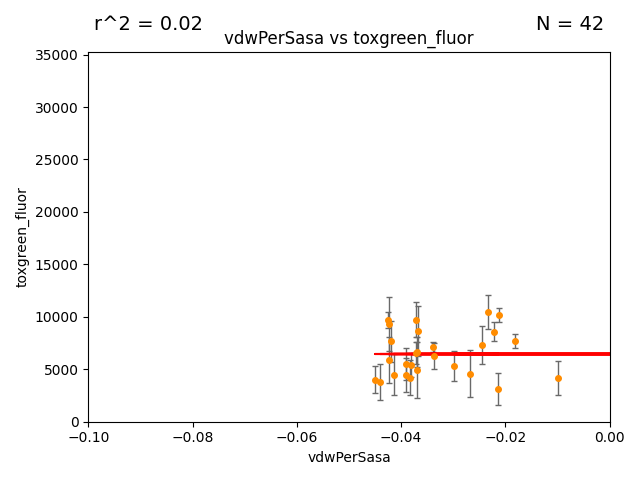 r^2 = 0.02
N = 42
vdwPerSasa vs toxgreen_fluor
35000
30000
25000
20000
15000
10000
5000
0
toxgreen_fluor
−0.10
−0.08
−0.06
−0.04
−0.02
0.00
vdwPerSasa